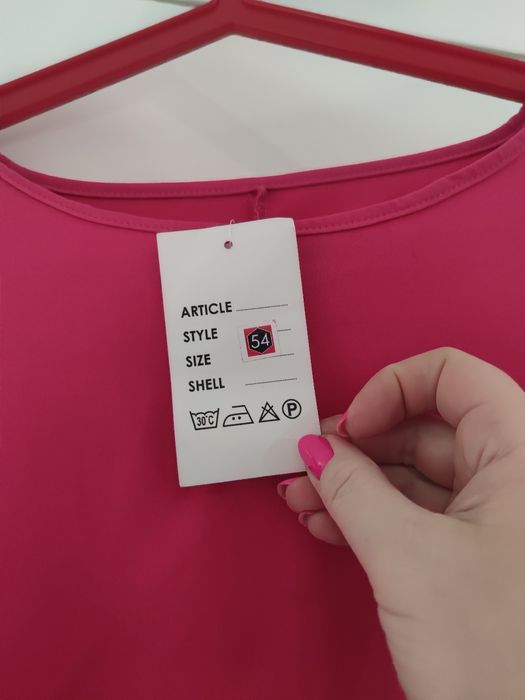 ARTICLE
STYLE
54
SIZE
SHELL
30°C P